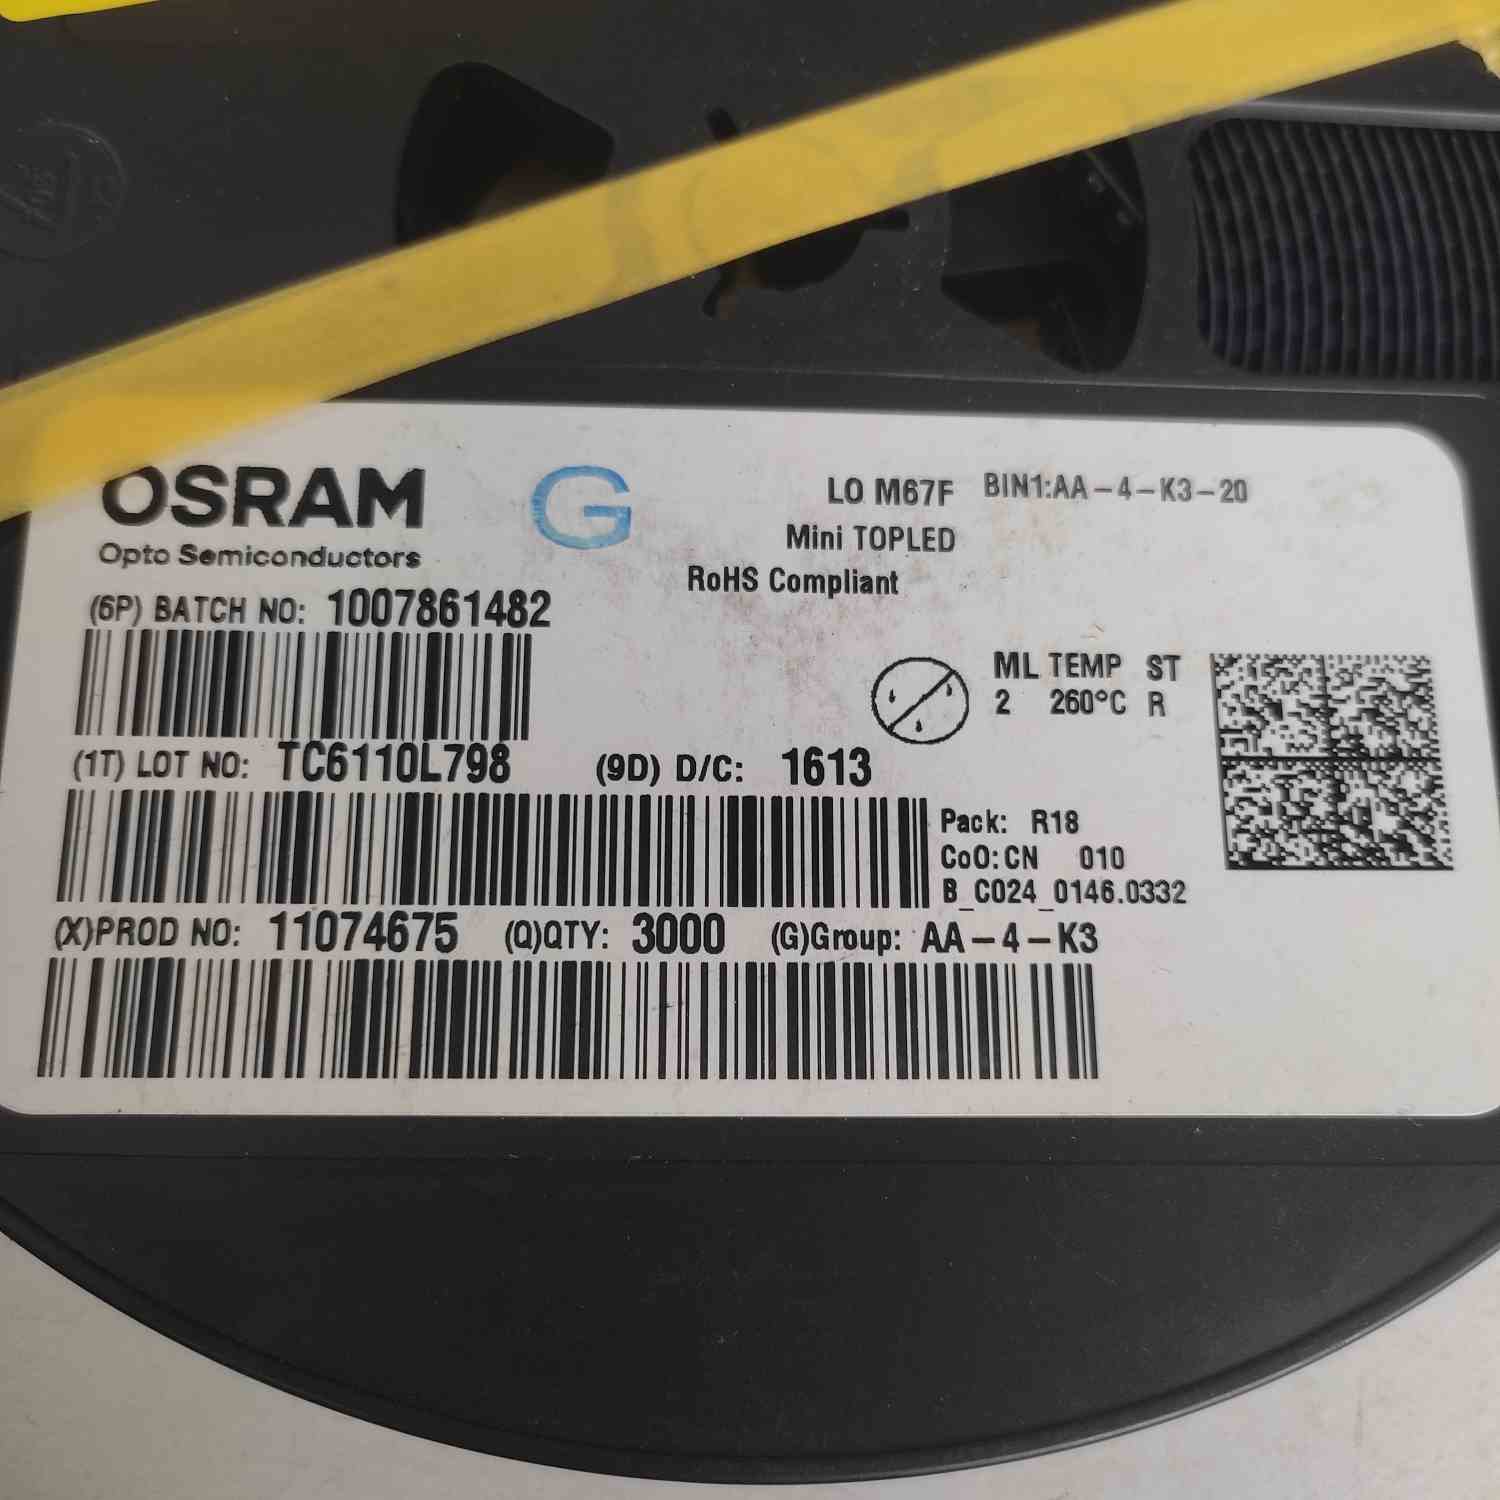 OSRAM
Opto Semiconductors
G
LO M67F BIN1:AA-4-K3-20
Mini TOPLED
RoHS Compliant
(6P) BATCH NO: 1007861482
ML TEMP ST
2 260°C R
(1T) LOT NO: TC6110L798 (9D) D/C: 1613
Pack: R18
CoO:CN 010
B_C024_0146.0332
(X)PROD NO: 11074675 (Q)QTY: 3000 (G)Group: AA-4-K3